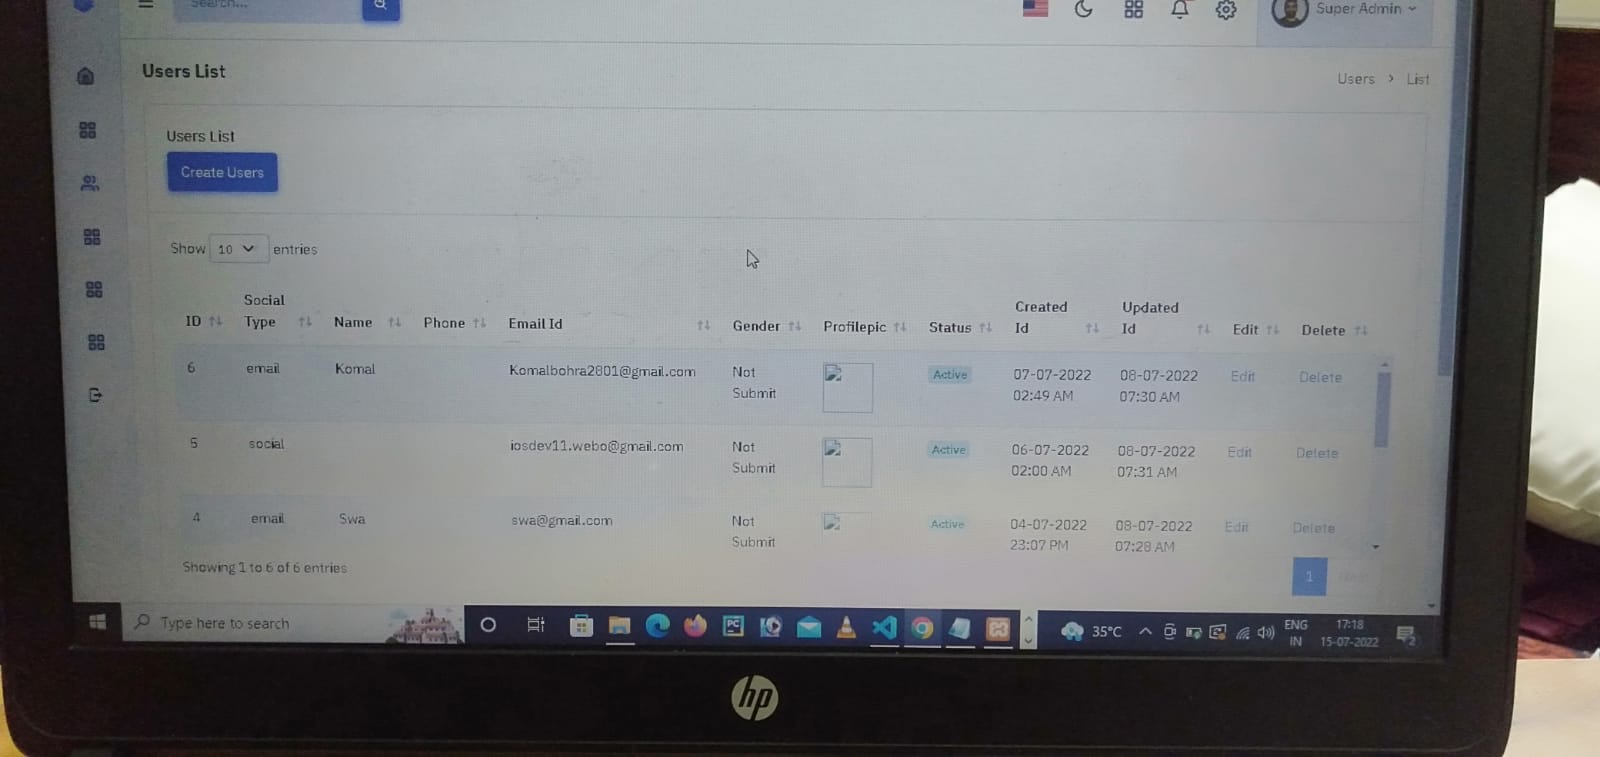 Search...
Super Admin
Users List
Users > List
Users List
Create Users
Show 10 entries
ID Social Type Name Phone Email Id Gender Profilepic Status Created Id Updated Id Edit Delete
6 email Komal Komalbohra2801@gmail.com Not Submit Active 07-07-2022 02:49 AM 08-07-2022 07:30 AM Edit Delete
5 social iosdev11.webo@gmail.com Not Submit Active 06-07-2022 02:00 AM 08-07-2022 07:31 AM Edit Delete
4 email Swa swa@gmail.com Not Submit Active 04-07-2022 23:07 PM 08-07-2022 07:28 AM Edit Delete
Showing 1 to 6 of 6 entries
1
Type here to search
PC
35°C
ENG
IN
17:18
15-07-2022
2
hp